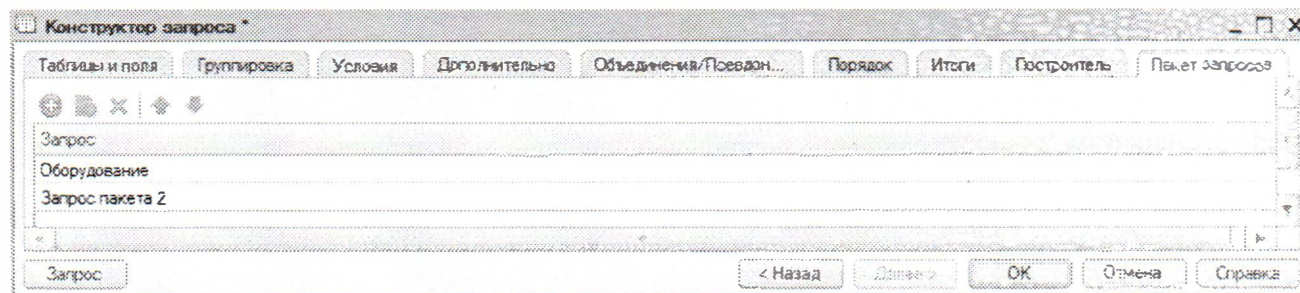 Конструктор запроса *
Таблицы и поля Группировка Условия Дополнительно Объединения/Псевдон... Порядок Итоги Построитель Пакет запросов
Запрос
Оборудование
Запрос пакета 2
Запрос < Назад Далее > OK Отмена Справка